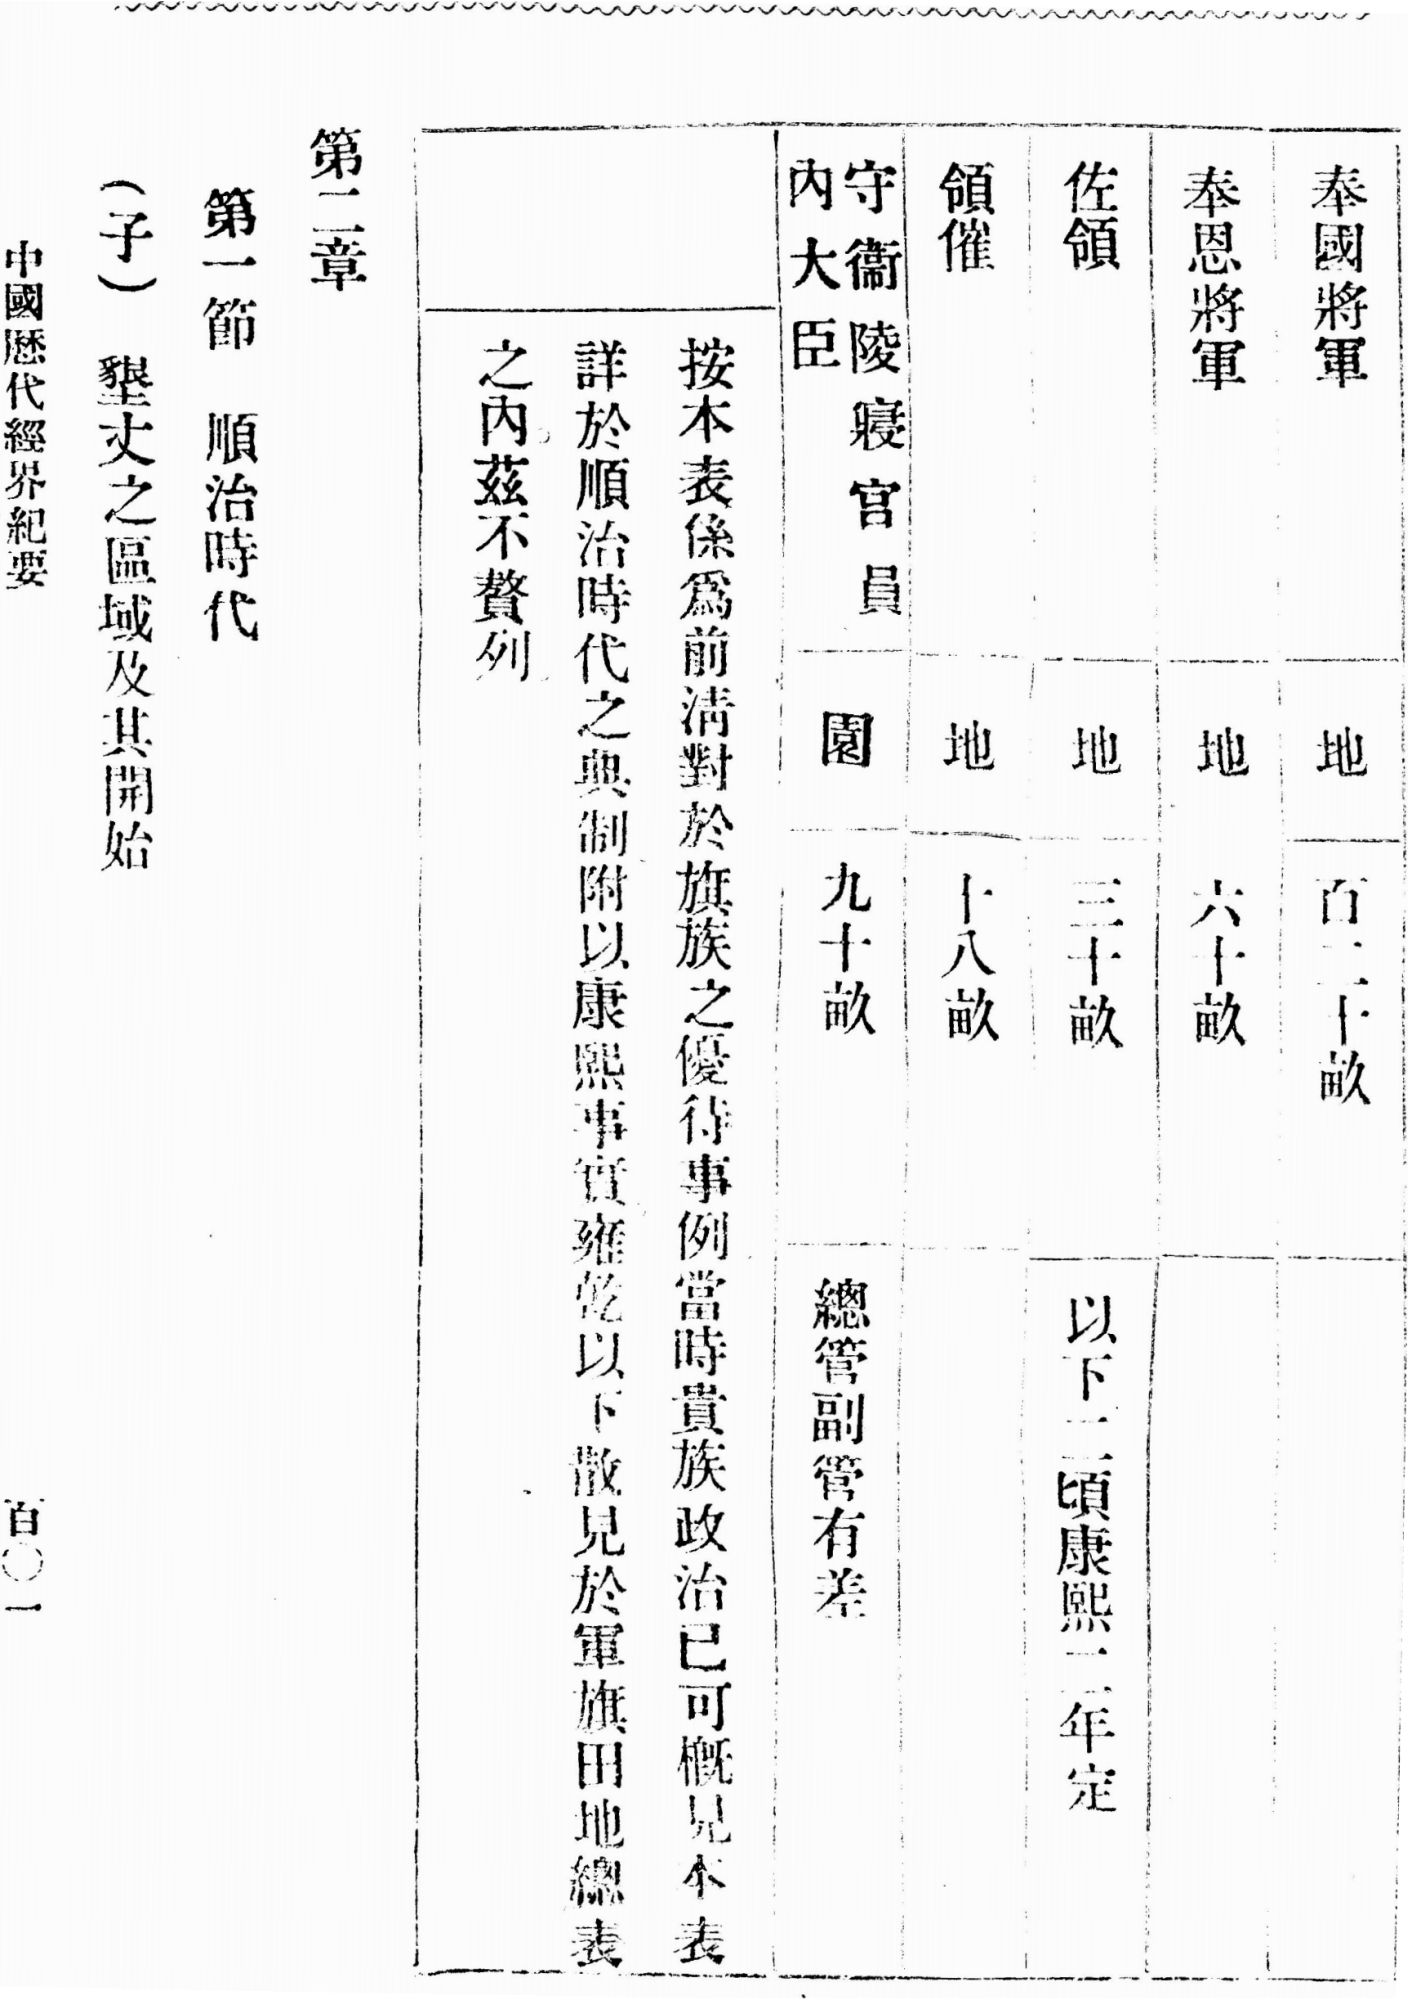 奉國將軍 地 百二十畝
奉恩將軍 地 六十畝
佐領 地 三十畝 以下二頃康熙二年定
領催 地 十八畝
守衞陵寢官員
內大臣 園 九十畝 總管副管有差
按本表係爲前淸對於旗族之優待事例當時貴族政治已可槪見本表
詳於順治時代之典制附以康熙事實雍乾以下散見於軍旗田地總表
之內茲不贅列
第二章
第一節 順治時代
(子) 墾丈之區域及其開始
中國歷代經界紀要 百〇一